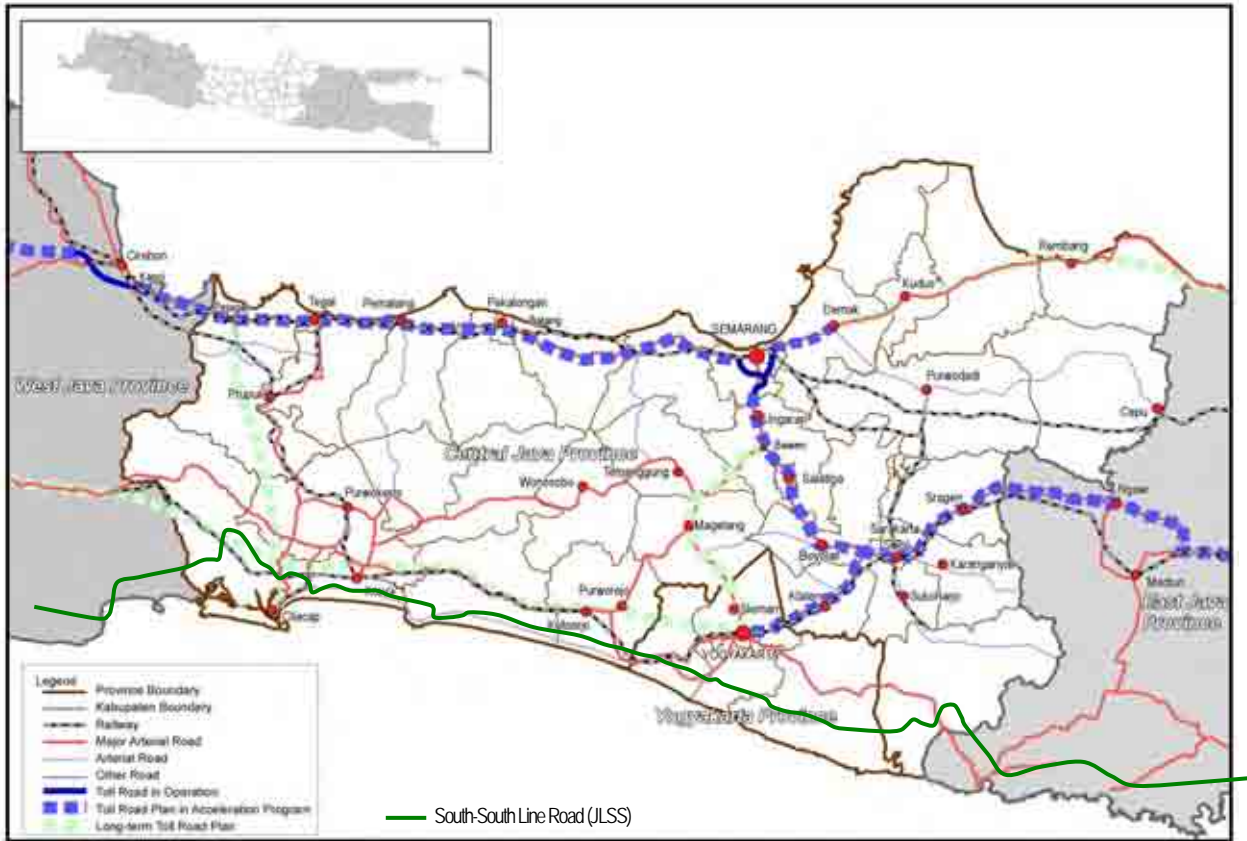 Cirebon
Rembang
Tegal
Pemalang
Pekalongan
Batang
Kudus
Demak
SEMARANG
West Java Province
Purwodadi
Cepu
Ungaran
Bawen
Central Java Province
Temanggung
Wonosobo
Salatiga
Purwokerto
Sragen
Ngawi
Magelang
Surakarta
Boyolali
Karanganyar
Madiun
East Java
Province
Purworejo
Klaten
Sukoharjo
Sleman
Kebumen
Cilacap
YOGYAKARTA
Yogyakarta Province
Legend
Province Boundary
Kabupaten Boundary
Railway
Major Arterial Road
Arterial Road
Other Road
Toll Road in Operation
Toll Road Plan in Acceleration Program
Long-term Toll Road Plan
South-South Line Road (JLSS)